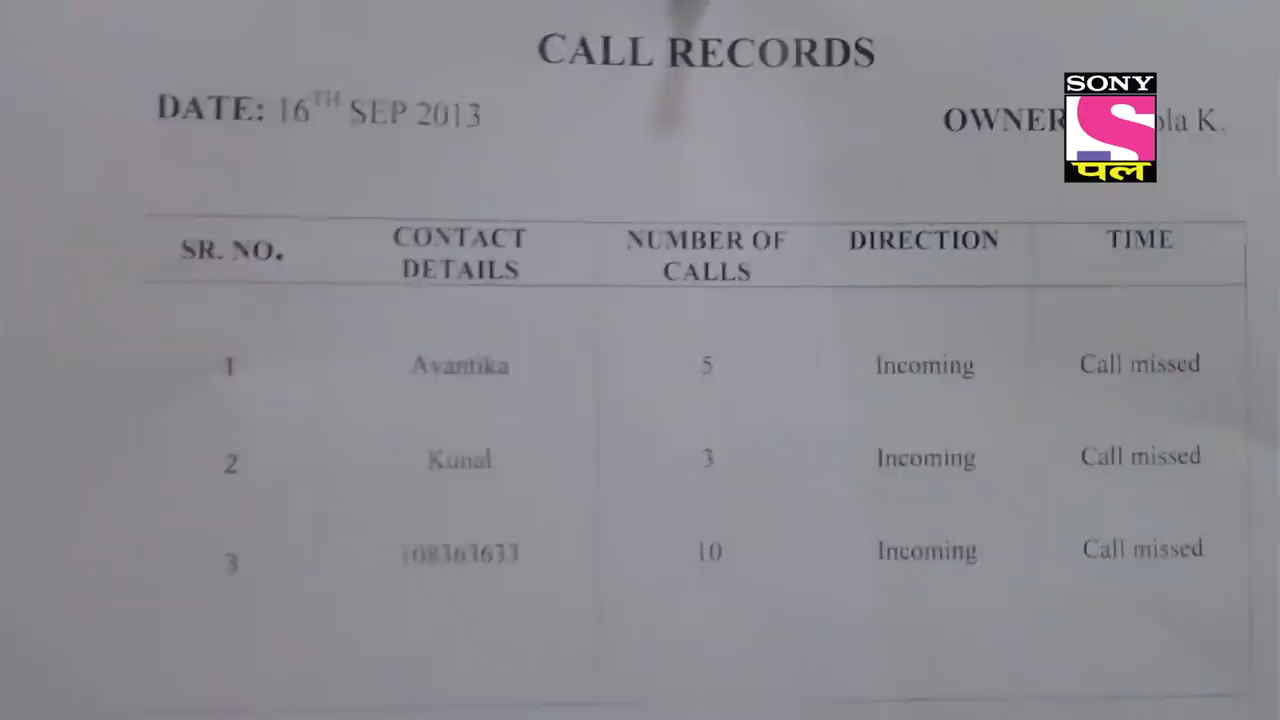 CALL RECORDS
DATE: 16TH SEP 2013
OWNER K.
SONY
S
पल
SR. NO. CONTACT DETAILS NUMBER OF CALLS DIRECTION TIME
1 Avantika 5 Incoming Call missed
2 Kunal 3 Incoming Call missed
3 108363633 10 Incoming Call missed